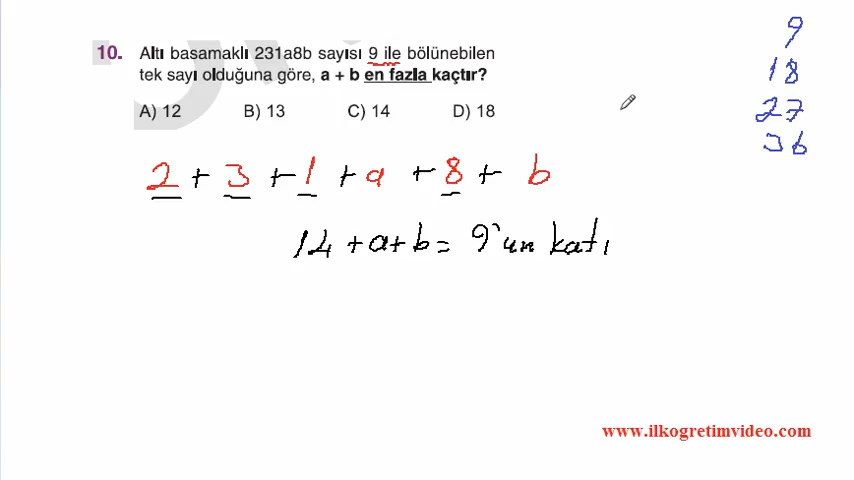 10. Altı basamaklı 231a8b sayısı 9 ile bölünebilen
tek sayı olduğuna göre, a + b en fazla kaçtır?
A) 12 B) 13 C) 14 D) 18
9
18
27
36
2 + 3 + 1 + a + 8 + b
14 + a + b = 9'un katı
www.ilkogretimvideo.com